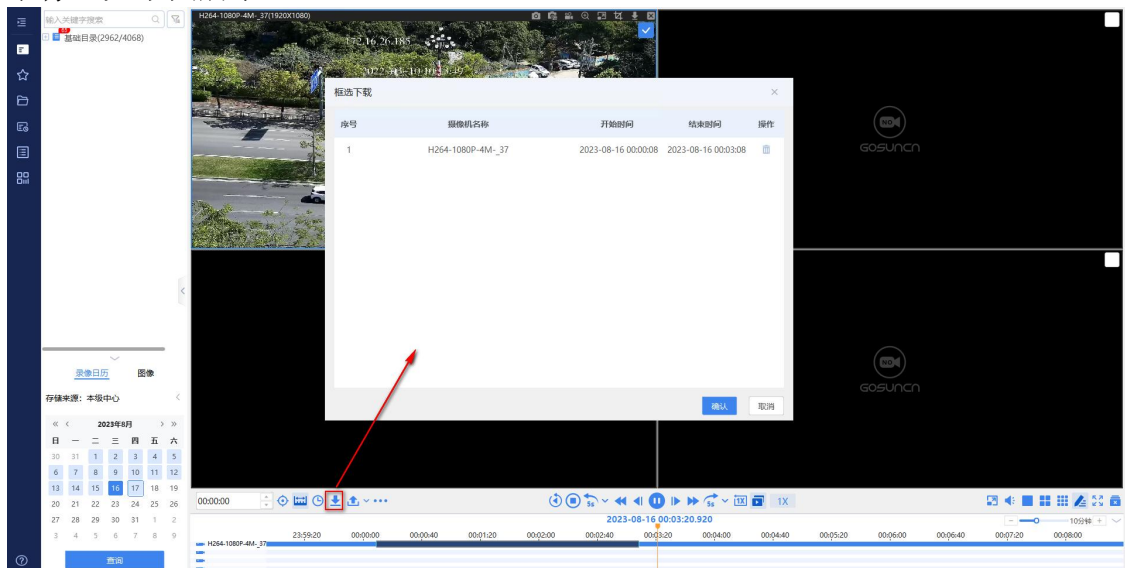 输入关键字搜索
基础目录(2962/4068)
H264-1080P-4M-_37(1920X1080)
172.16.26.185
框选下载
序号 摄像机名称 开始时间 结束时间 操作
1 H264-1080P-4M-_37 2023-08-16 00:00:08 2023-08-16 00:03:08
确认 取消
NO
GOSUNCN
NO
GOSUNCN
录像日历 图像
存储来源：本级中心
2023年8月
日 一 二 三 四 五 六
30 31 1 2 3 4 5
6 7 8 9 10 11 12
13 14 15 16 17 18 19
20 21 22 23 24 25 26
27 28 29 30 31 1 2
3 4 5 6 7 8 9
查询
00:00:00 5s 5s 1X 1X
2023-08-16 00:03:20.920
10分钟
23:59:20 00:00:00 00:00:40 00:01:20 00:02:00 00:02:40 00:03:20 00:04:00 00:04:40 00:05:20 00:06:00 00:06:40 00:07:20 00:08:00
H264-1080P-4M-_37